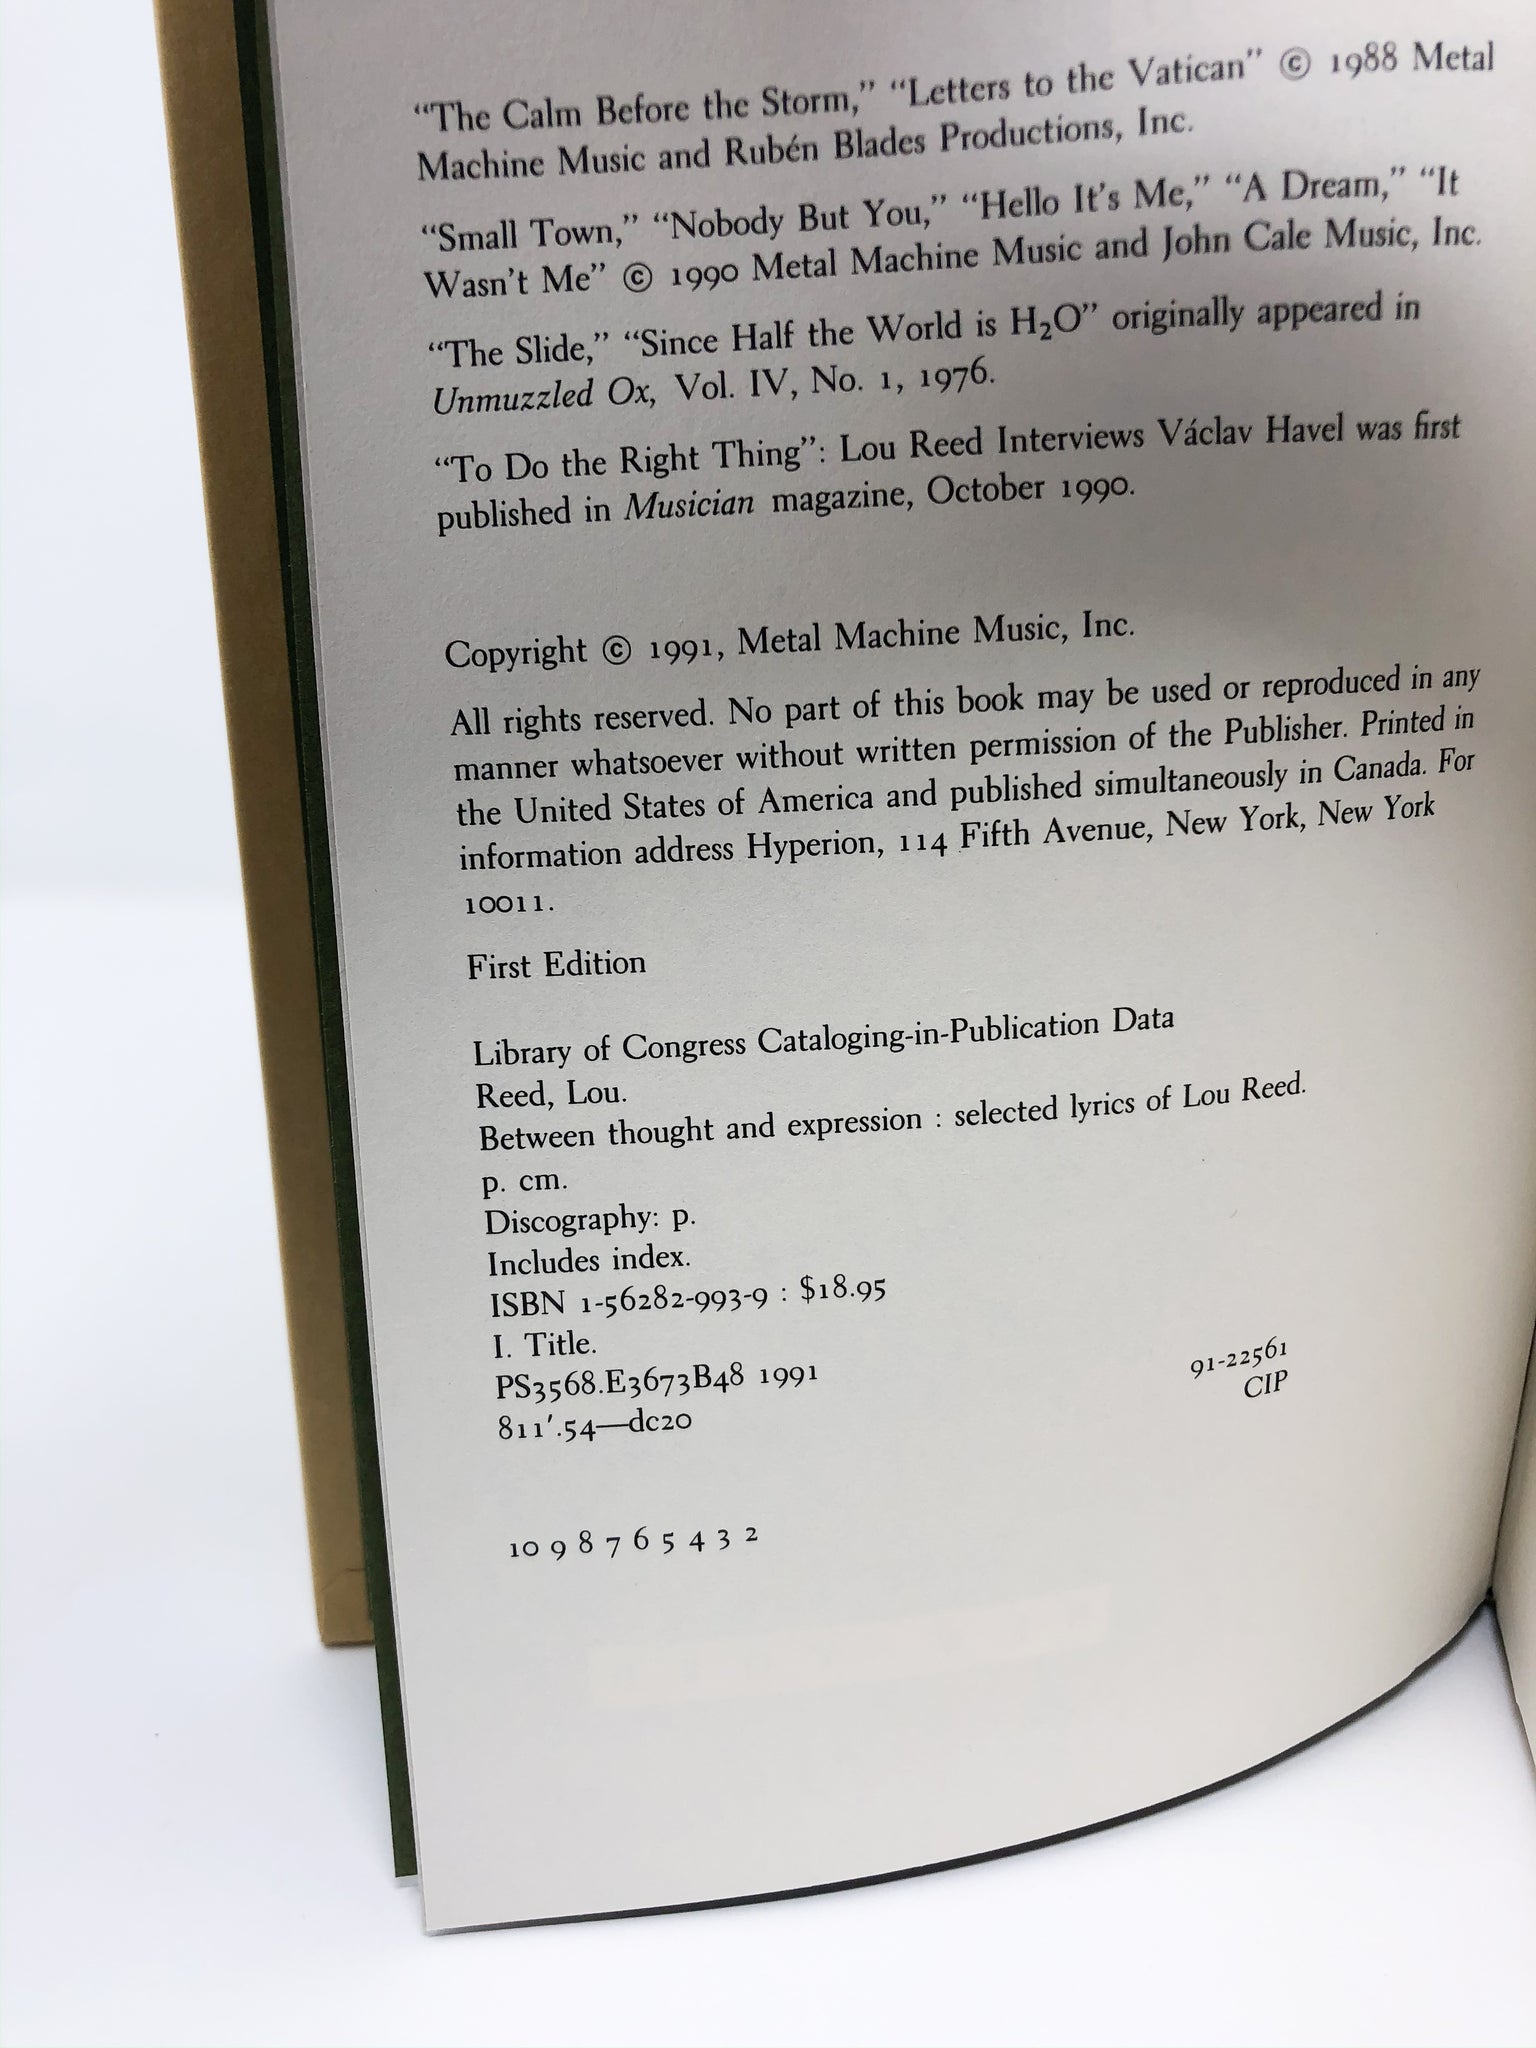 “The Calm Before the Storm,” “Letters to the Vatican” © 1988 Metal
Machine Music and Rubén Blades Productions, Inc.
“Small Town,” “Nobody But You,” “Hello It's Me,” “A Dream,” “It
Wasn't Me” © 1990 Metal Machine Music and John Cale Music, Inc.
“The Slide,” “Since Half the World is H₂O” originally appeared in
Unmuzzled Ox, Vol. IV, No. 1, 1976.
“To Do the Right Thing”: Lou Reed Interviews Václav Havel was first
published in Musician magazine, October 1990.
Copyright © 1991, Metal Machine Music, Inc.
All rights reserved. No part of this book may be used or reproduced in any
manner whatsoever without written permission of the Publisher. Printed in
the United States of America and published simultaneously in Canada. For
information address Hyperion, 114 Fifth Avenue, New York, New York
10011.
First Edition
Library of Congress Cataloging-in-Publication Data
Reed, Lou.
Between thought and expression : selected lyrics of Lou Reed.
p. cm.
Discography: p.
Includes index.
ISBN 1-56282-993-9 : $18.95
I. Title.
PS3568.E3673B48 1991
811′.54—dc20
91-22561
CIP
10 9 8 7 6 5 4 3 2